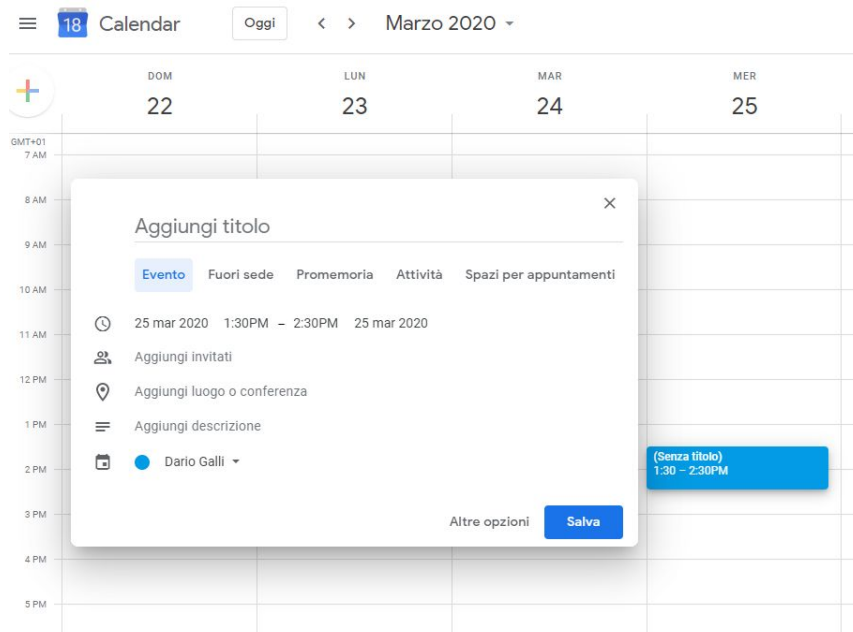 18 Calendar Oggi Marzo 2020
DOM LUN MAR MER
22 23 24 25
GMT+01
7 AM
8 AM
9 AM
10 AM
11 AM
12 PM
1 PM
2 PM
3 PM
4 PM
5 PM
Aggiungi titolo
Evento Fuori sede Promemoria Attività Spazi per appuntamenti
25 mar 2020 1:30PM – 2:30PM 25 mar 2020
Aggiungi invitati
Aggiungi luogo o conferenza
Aggiungi descrizione
Dario Galli
Altre opzioni Salva
(Senza titolo)
1:30 – 2:30PM